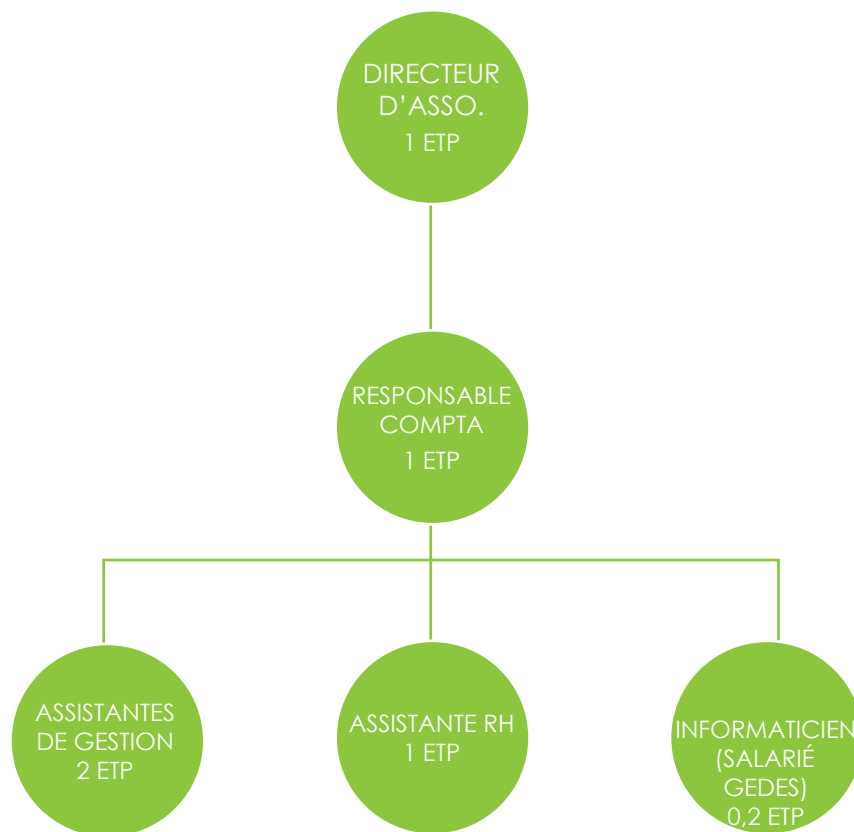 DIRECTEUR
D’ASSO.
1 ETP
RESPONSABLE
COMPTA
1 ETP
ASSISTANTES
DE GESTION
2 ETP
ASSISTANTE RH
1 ETP
INFORMATICIEN
(SALARIÉ
GEDES)
0,2 ETP